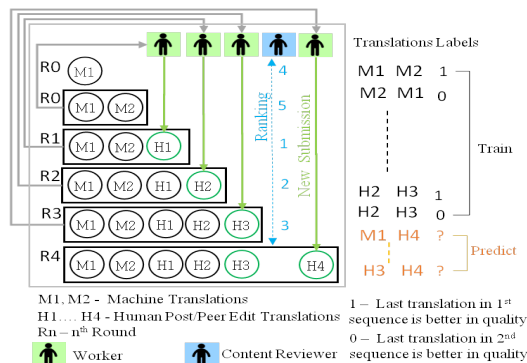 Translations Labels
R0 M1 4 M1 M2 1
R0 M1 M2 5 M2 M1 0
Ranking New Submission
R1 M1 M2 H1 1
Train
R2 M1 M2 H1 H2 2 H2 H3 1
H2 H3 0
R3 M1 M2 H1 H2 H3 3 M1 H4 ?
Predict
R4 M1 M2 H1 H2 H3 H4 H3 H4 ?
M1, M2 - Machine Translations
H1.... H4 - Human Post/Peer Edit Translations
Rn – nth Round
Worker Content Reviewer
1 – Last translation in 1st
sequence is better in quality
0 – Last translation in 2nd
sequence is better in quality